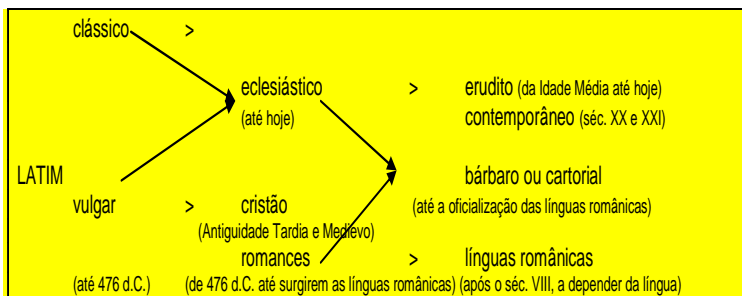 clássico >
eclesiástico > erudito (da Idade Média até hoje)
(até hoje) contemporâneo (séc. XX e XXI)
LATIM bárbaro ou cartorial
vulgar > cristão (até a oficialização das línguas românicas)
(Antiguidade Tardia e Medievo)
romances > línguas românicas
(até 476 d.C.) (de 476 d.C. até surgirem as línguas românicas) (após o séc. VIII, a depender da língua)